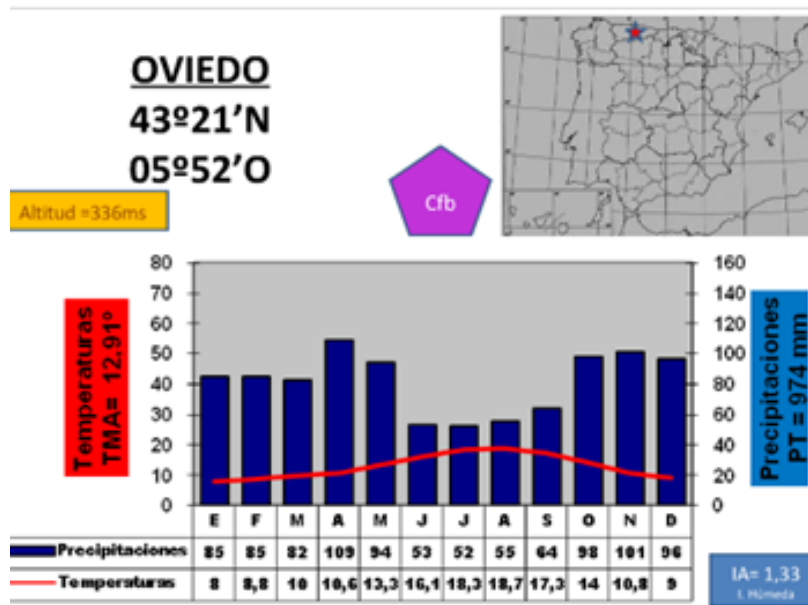 OVIEDO
43º21’N
05º52’O
Altitud =336ms
Cfb
Temperaturas
TMA= 12.91º
80
70
60
50
40
30
20
10
0
160
140
120
100
80
60
40
20
0
Precipitaciones
PT = 974 mm
E F M A M J J A S O N D
Precipitaciones 85 85 82 109 94 53 52 55 64 98 101 96
Temperaturas 8 8,8 10 10,6 13,3 16,1 18,3 18,7 17,3 14 10,8 9
IA= 1,33
I. Húmeda